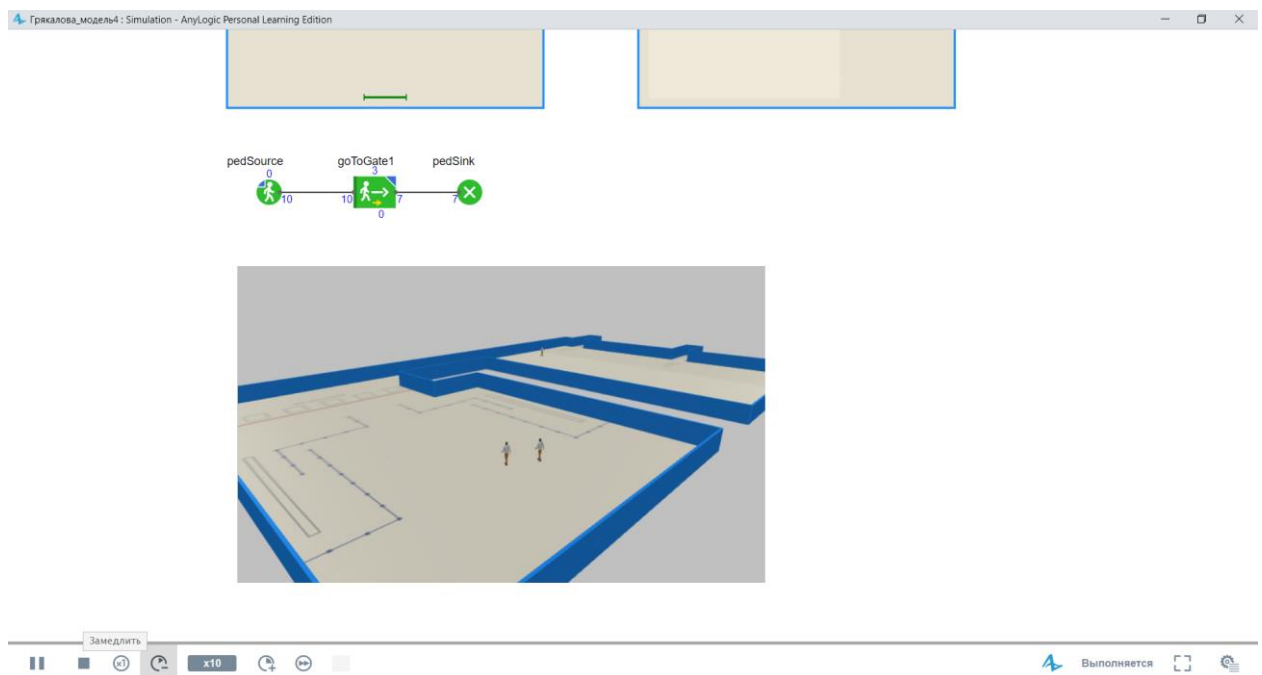 Грякалова_модель4 : Simulation - AnyLogic Personal Learning Edition
pedSource goToGate1 pedSink
0 3
10 10 7 7
0
Замедлить
x1 x10 Выполняется